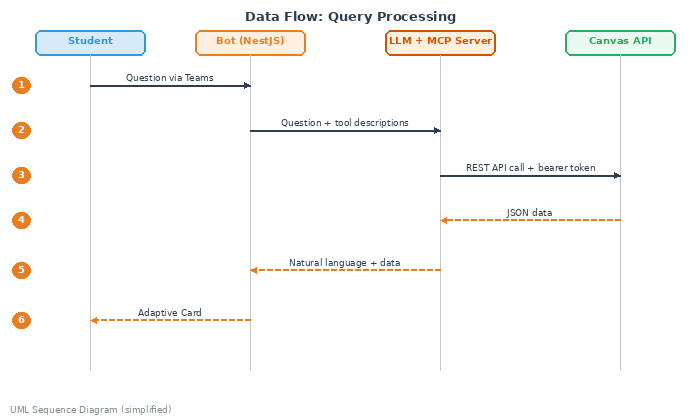 Data Flow: Query Processing
Student
Bot (NestJS)
LLM + MCP Server
Canvas API
1
Question via Teams
2
Question + tool descriptions
3
REST API call + bearer token
4
JSON data
5
Natural language + data
6
Adaptive Card
UML Sequence Diagram (simplified)